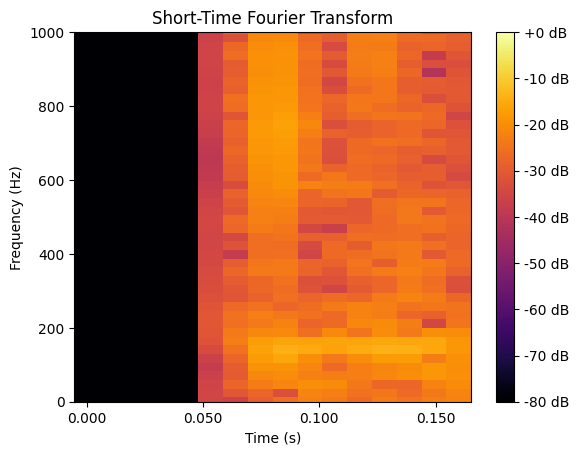 Short-Time Fourier Transform
1000
800
600
400
200
0
Frequency (Hz)
0.000
0.050
0.100
0.150
Time (s)
+0 dB
-10 dB
-20 dB
-30 dB
-40 dB
-50 dB
-60 dB
-70 dB
-80 dB